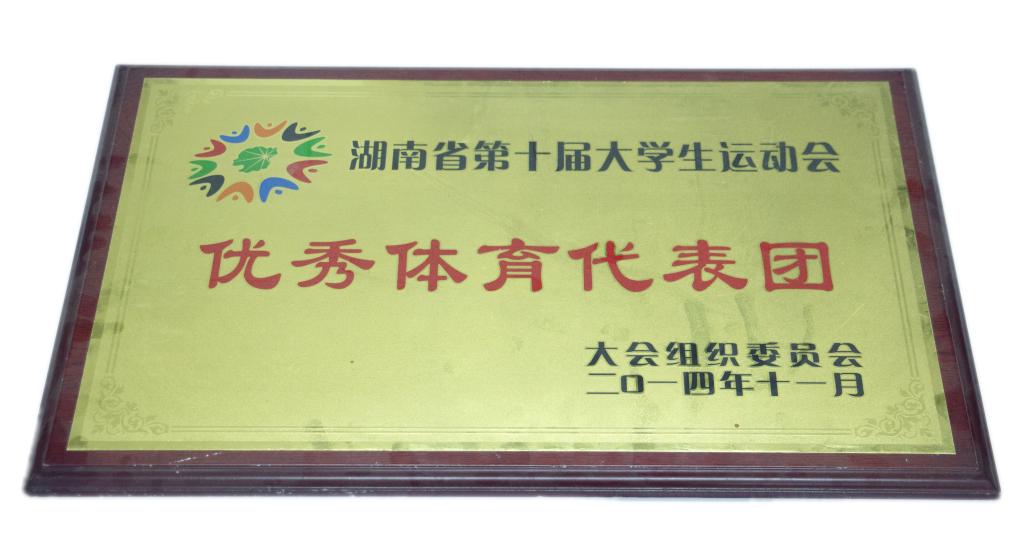 湖南省第十届大学生运动会
优秀体育代表团
大会组织委员会
二0一四年十一月